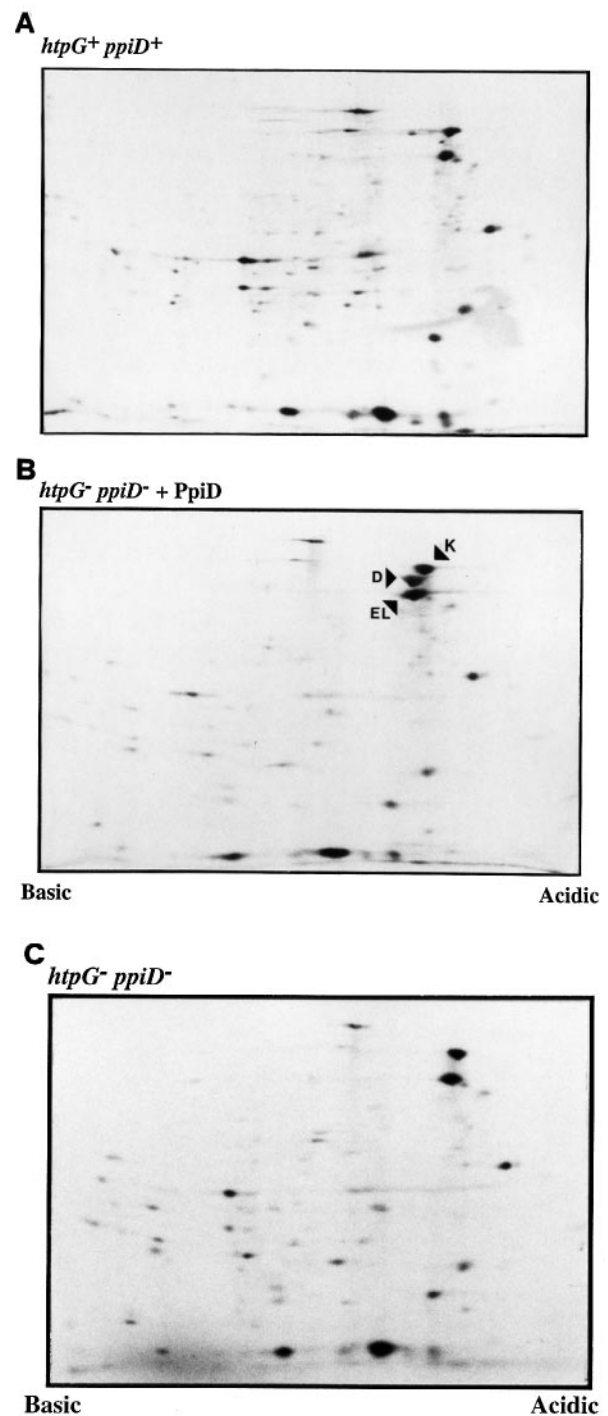 A
htpG+ ppiD+
B
htpG- ppiD- + PpiD
K
D
EL
Basic Acidic
C
htpG- ppiD-
Basic Acidic